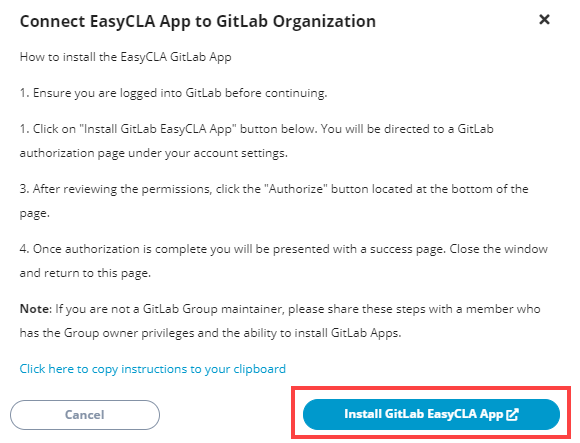 Connect EasyCLA App to GitLab Organization
How to install the EasyCLA GitLab App
1. Ensure you are logged into GitLab before continuing.
1. Click on "Install GitLab EasyCLA App" button below. You will be directed to a GitLab
authorization page under your account settings.
3. After reviewing the permissions, click the "Authorize" button located at the bottom of the
page.
4. Once authorization is complete you will be presented with a success page. Close the window
and return to this page.
Note: If you are not a GitLab Group maintainer, please share these steps with a member who
has the Group owner privileges and the ability to install GitLab Apps.
Click here to copy instructions to your clipboard
Cancel
Install GitLab EasyCLA App